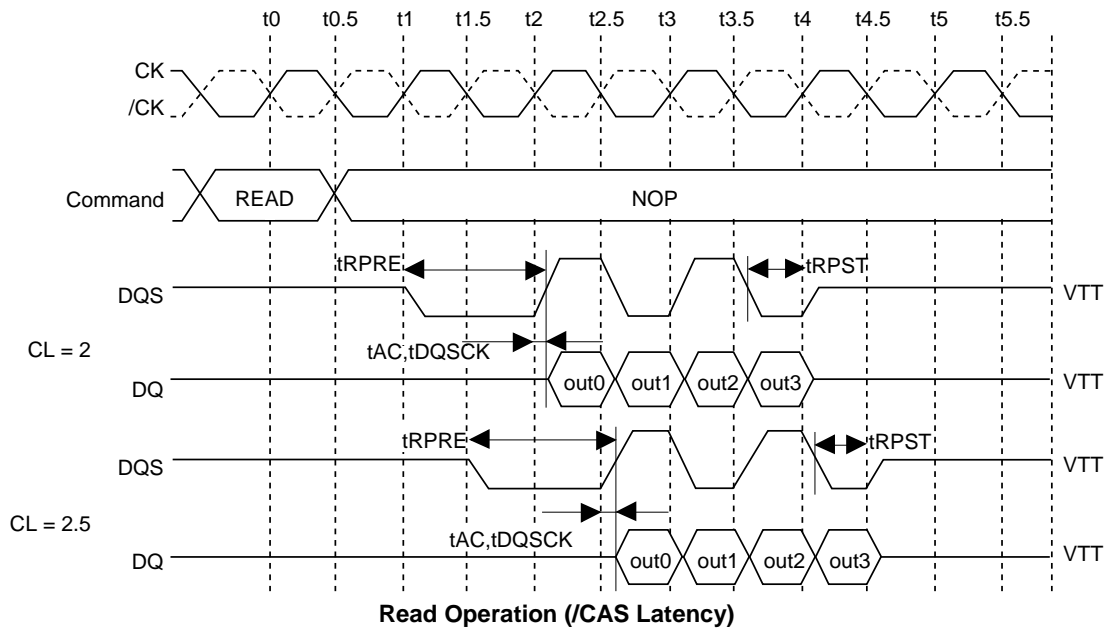 t0 t0.5 t1 t1.5 t2 t2.5 t3 t3.5 t4 t4.5 t5 t5.5
CK
/CK
Command READ NOP
tRPRE tRPST
DQS VTT
CL = 2
tAC,tDQSCK
DQ out0 out1 out2 out3 VTT
tRPRE tRPST
DQS VTT
CL = 2.5
tAC,tDQSCK
DQ out0 out1 out2 out3 VTT
Read Operation (/CAS Latency)